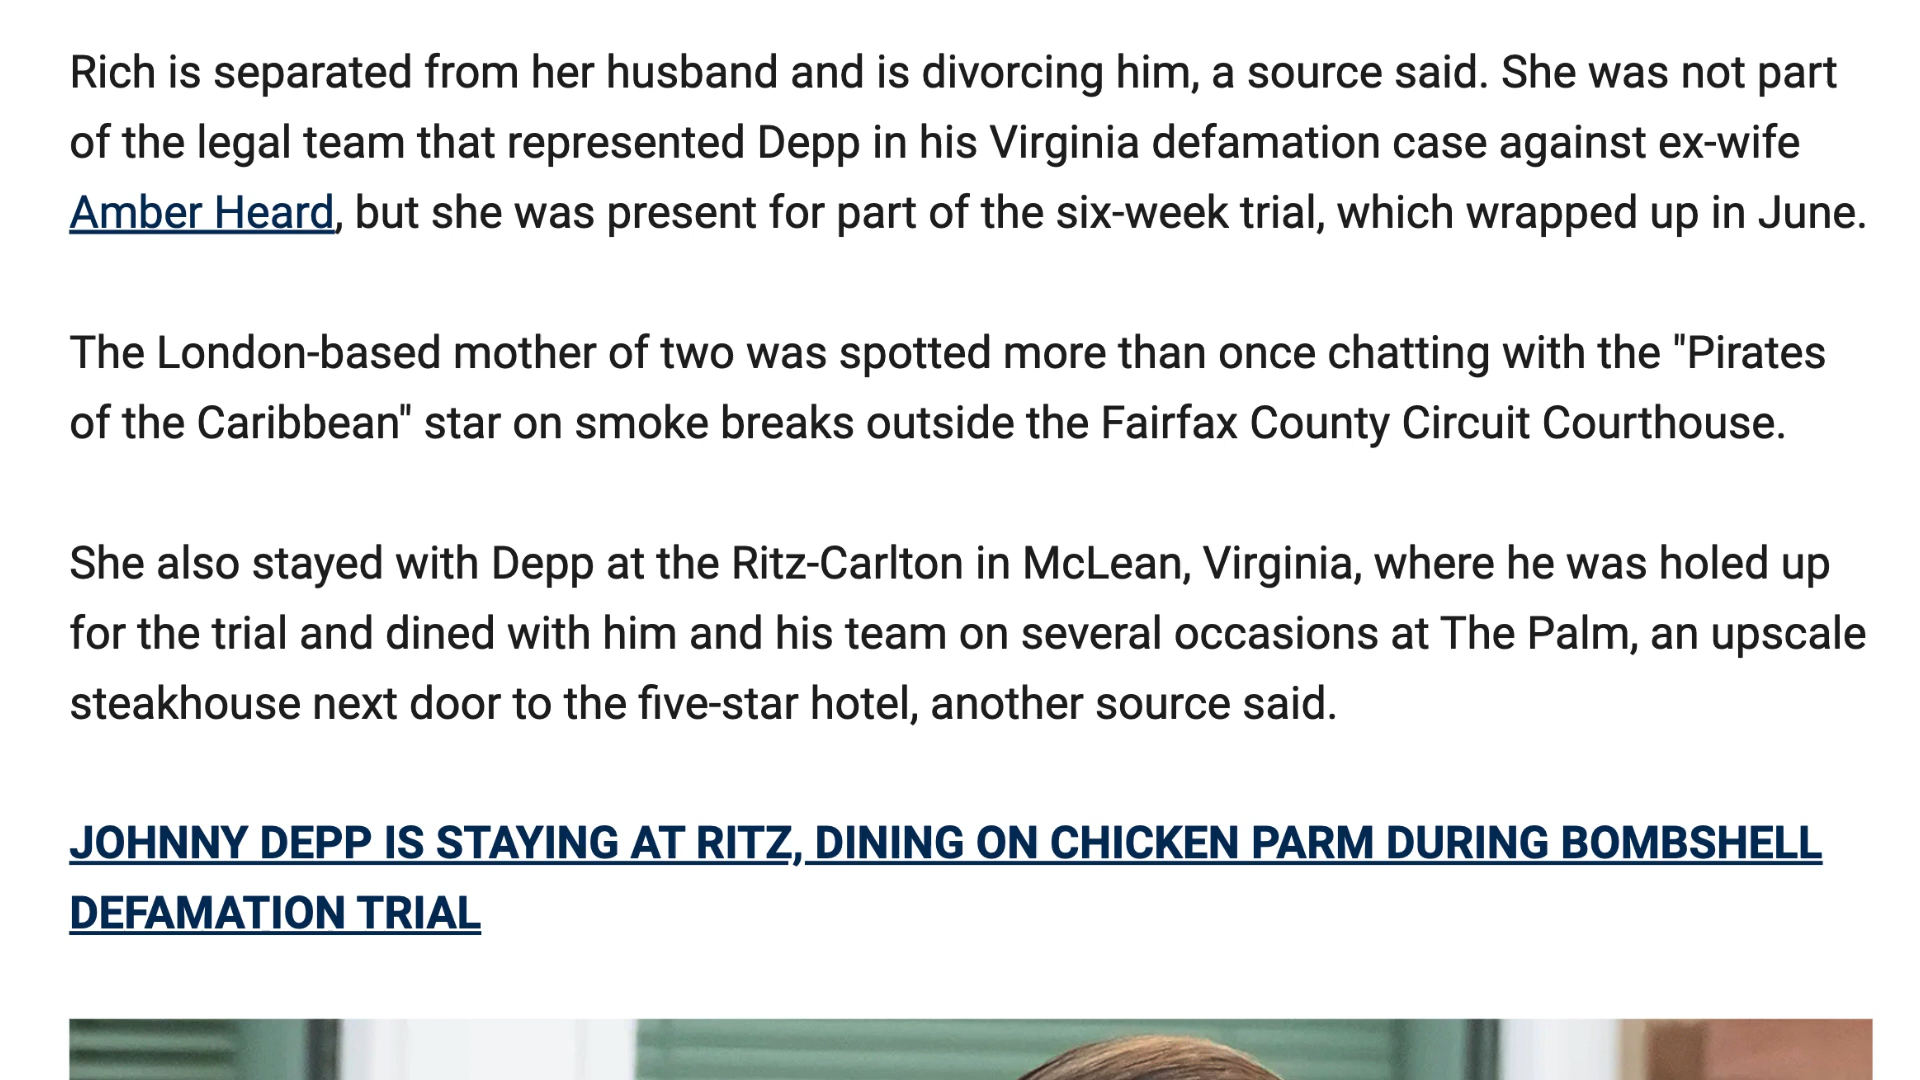 Rich is separated from her husband and is divorcing him, a source said. She was not part
of the legal team that represented Depp in his Virginia defamation case against ex-wife
Amber Heard, but she was present for part of the six-week trial, which wrapped up in June.
The London-based mother of two was spotted more than once chatting with the "Pirates
of the Caribbean" star on smoke breaks outside the Fairfax County Circuit Courthouse.
She also stayed with Depp at the Ritz-Carlton in McLean, Virginia, where he was holed up
for the trial and dined with him and his team on several occasions at The Palm, an upscale
steakhouse next door to the five-star hotel, another source said.
JOHNNY DEPP IS STAYING AT RITZ, DINING ON CHICKEN PARM DURING BOMBSHELL
DEFAMATION TRIAL